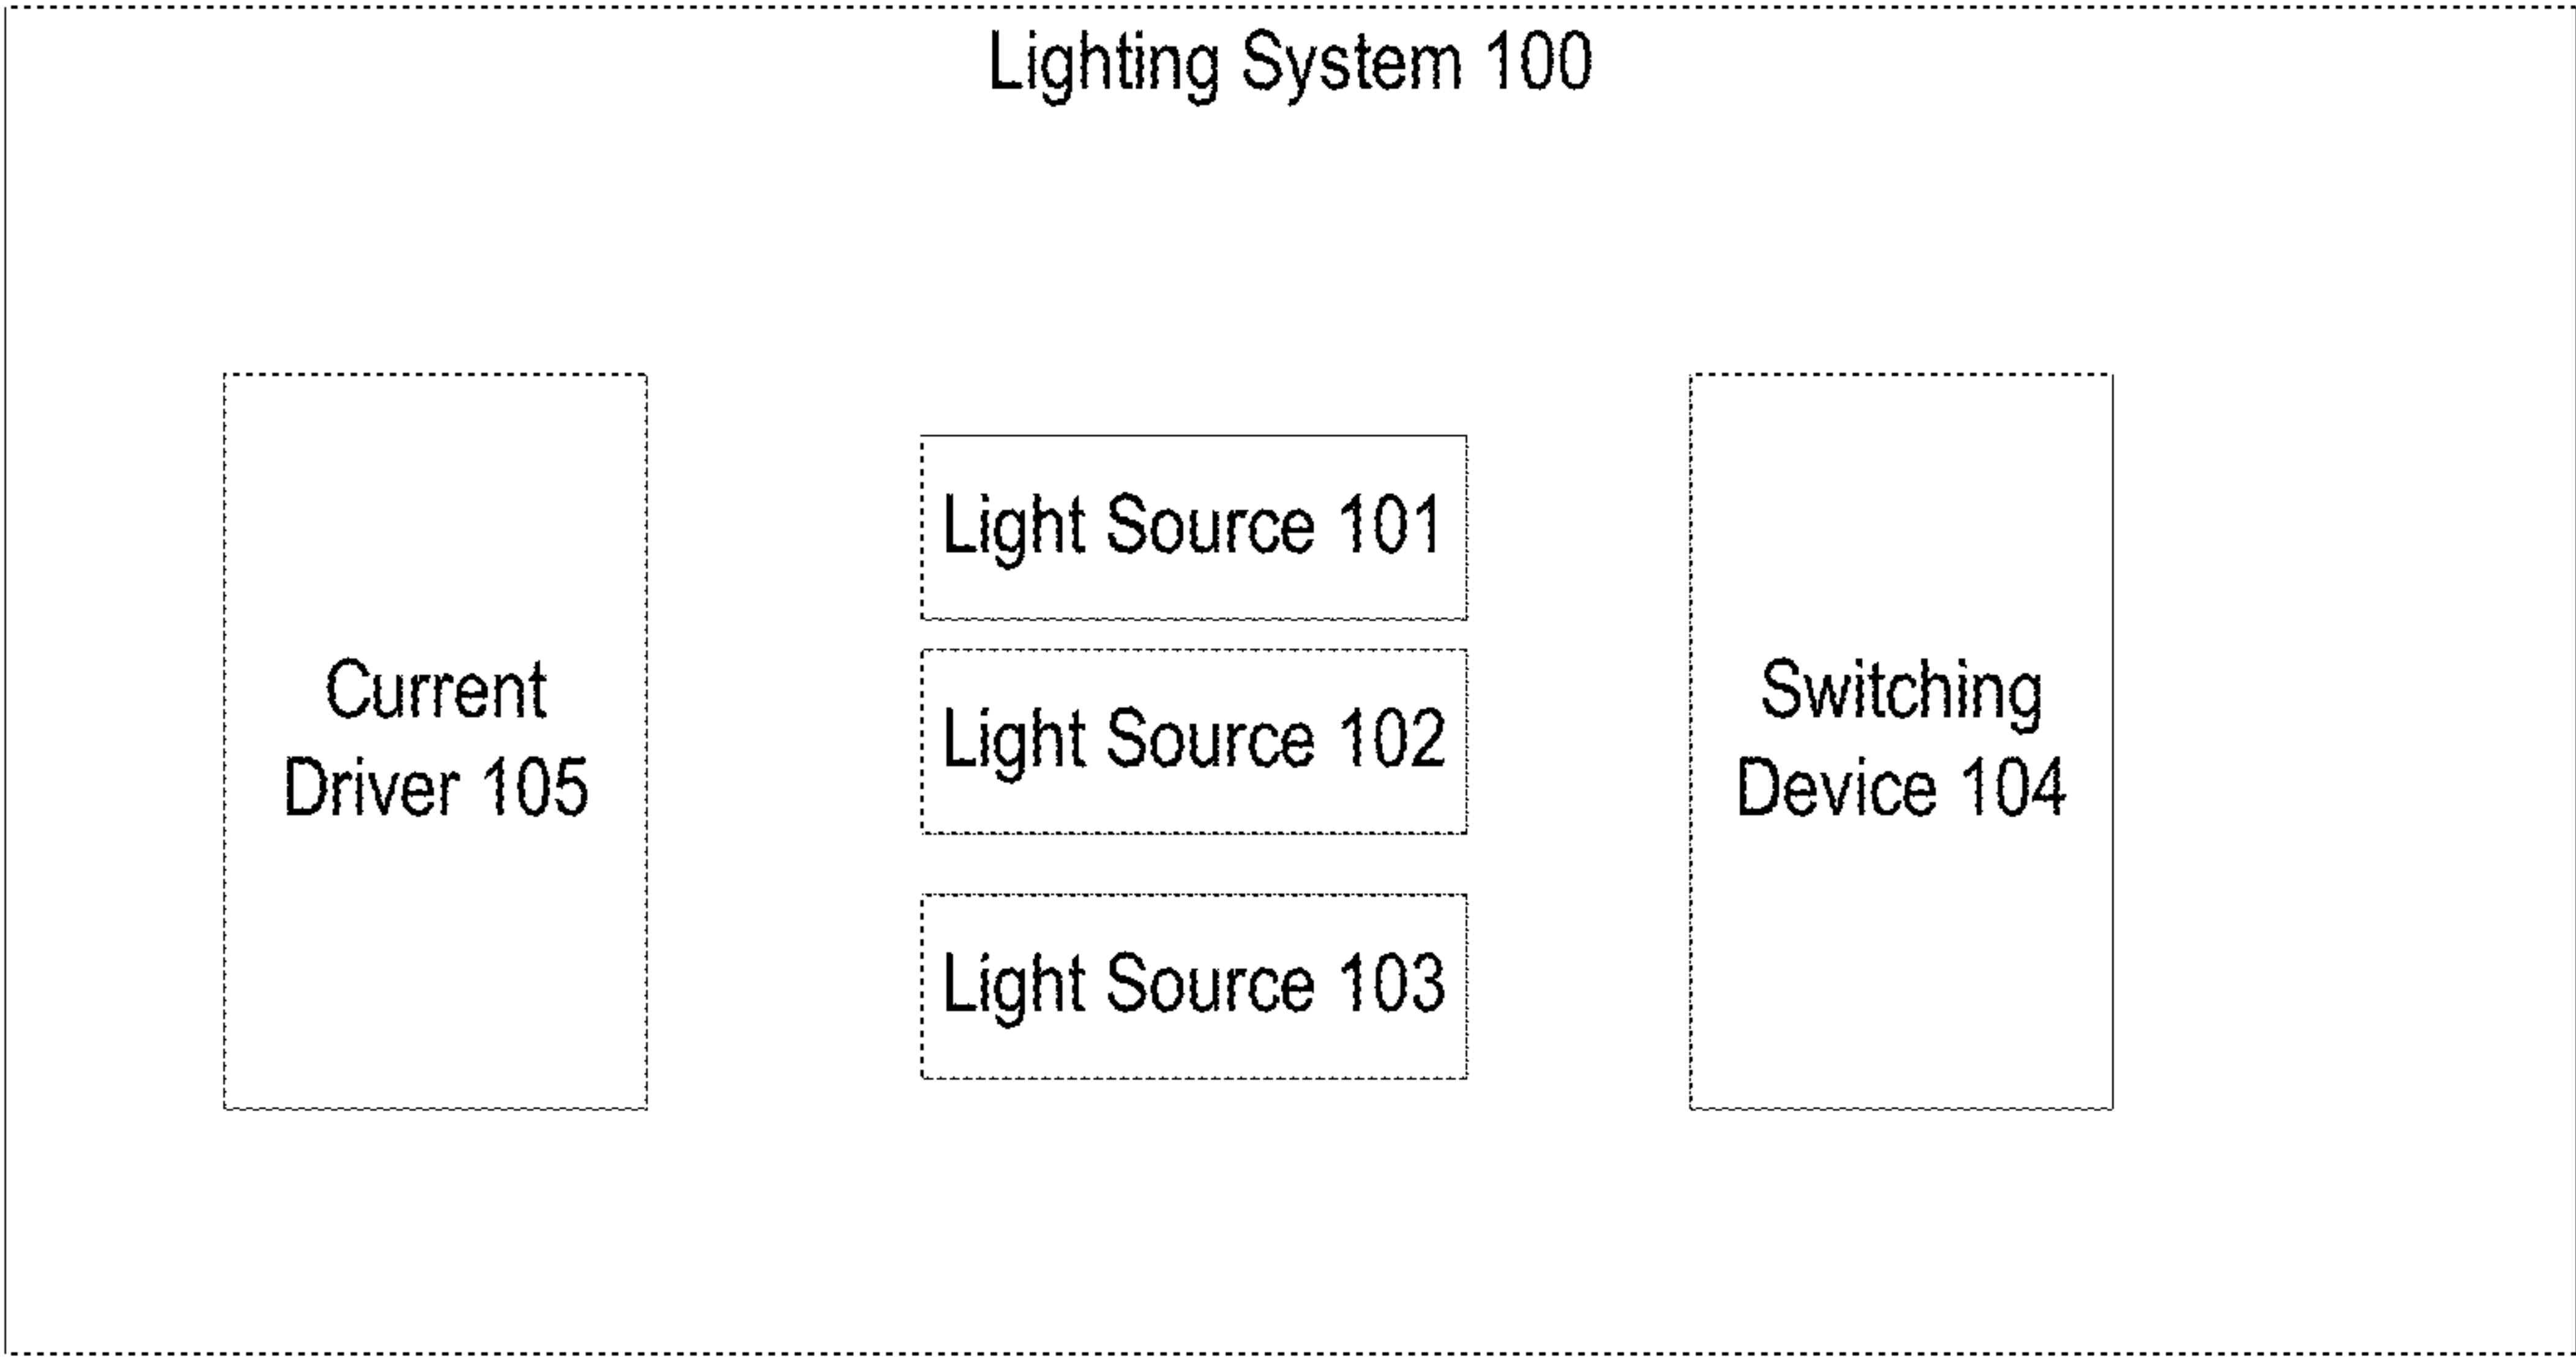 Lighting System 100
Current
Driver 105
Light Source 101
Light Source 102
Light Source 103
Switching
Device 104